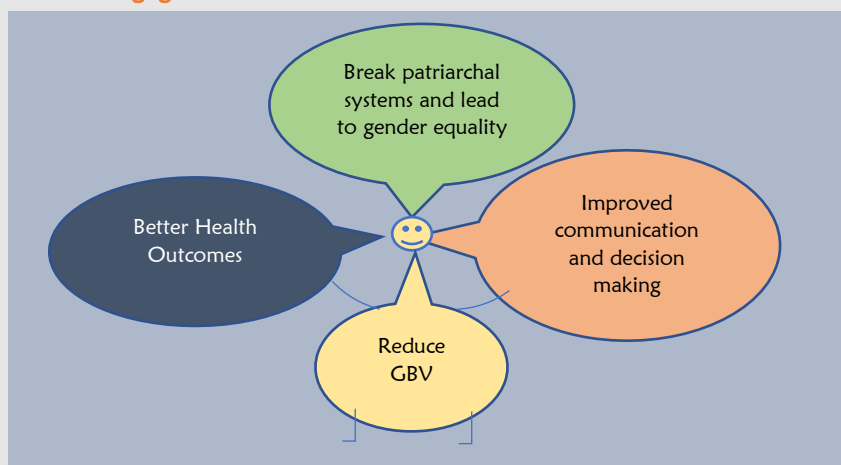 Break patriarchal
systems and lead
to gender equality
Better Health
Outcomes
Improved
communication
and decision
making
Reduce
GBV